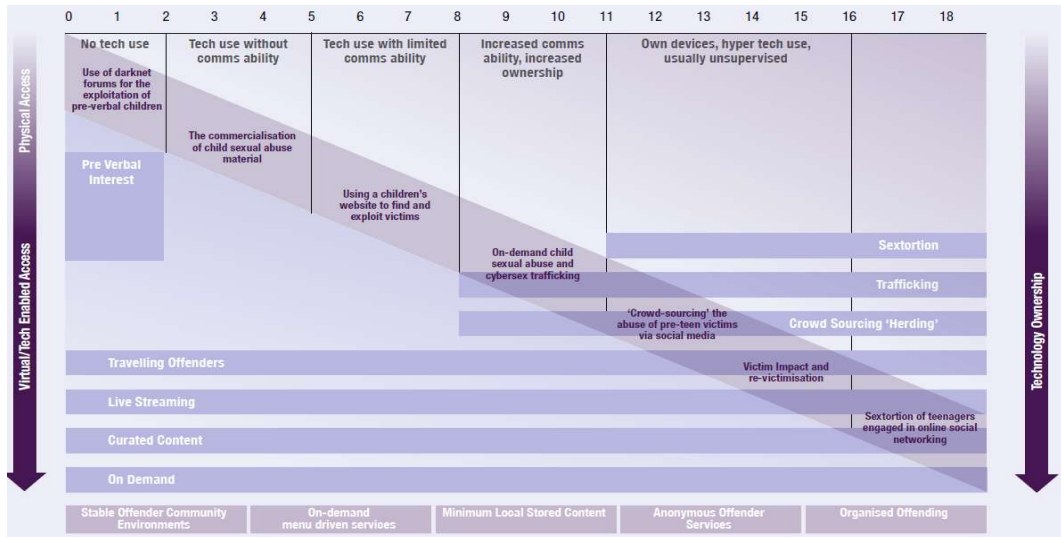 0 1 2 3 4 5 6 7 8 9 10 11 12 13 14 15 16 17 18
No tech use
Tech use without
comms ability
Tech use with limited
comms ability
Increased comms
ability, increased
ownership
Own devices, hyper tech use,
usually unsupervised
Physical Access
Virtual/Tech Enabled Access
Technology Ownership
Use of darknet
forums for the
exploitation of
pre-verbal children
The commercialisation
of child sexual abuse
material
Using a children's
website to find and
exploit victims
On-demand child
sexual abuse and
cybersex trafficking
'Crowd-sourcing' the
abuse of pre-teen victims
via social media
Victim Impact and
re-victimisation
Sextortion of teenagers
engaged in online social
networking
Pre Verbal
Interest
Sextortion
Trafficking
Crowd Sourcing 'Herding'
Travelling Offenders
Live Streaming
Curated Content
On Demand
Stable Offender Community
Environments
On-demand
menu driven services
Minimum Local Stored Content
Anonymous Offender
Services
Organised Offending